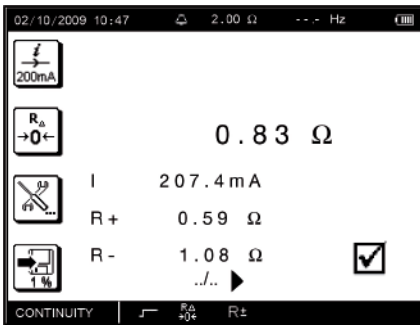 02/10/2009 10:47 2.00 Ω --.- Hz
i
200mA
RΔ
→0←
0.83 Ω
I 207.4mA
...
R+ 0.59 Ω
R- 1.08 Ω
1 %
../.. ▶
CONTINUITY RΔ →0← R±